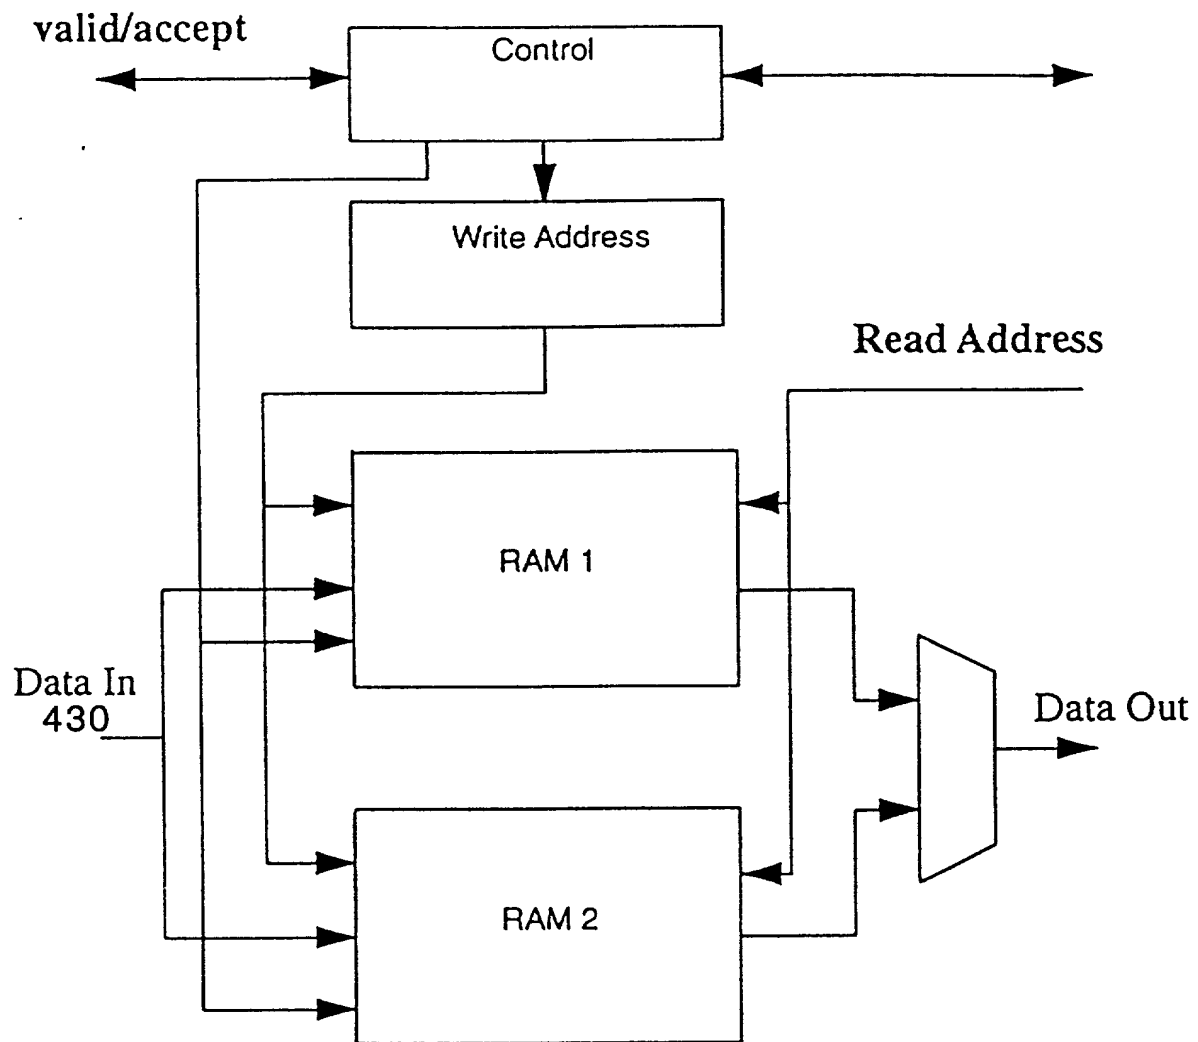 valid/accept
Control
Write Address
Read Address
RAM 1
Data In
430
Data Out
RAM 2